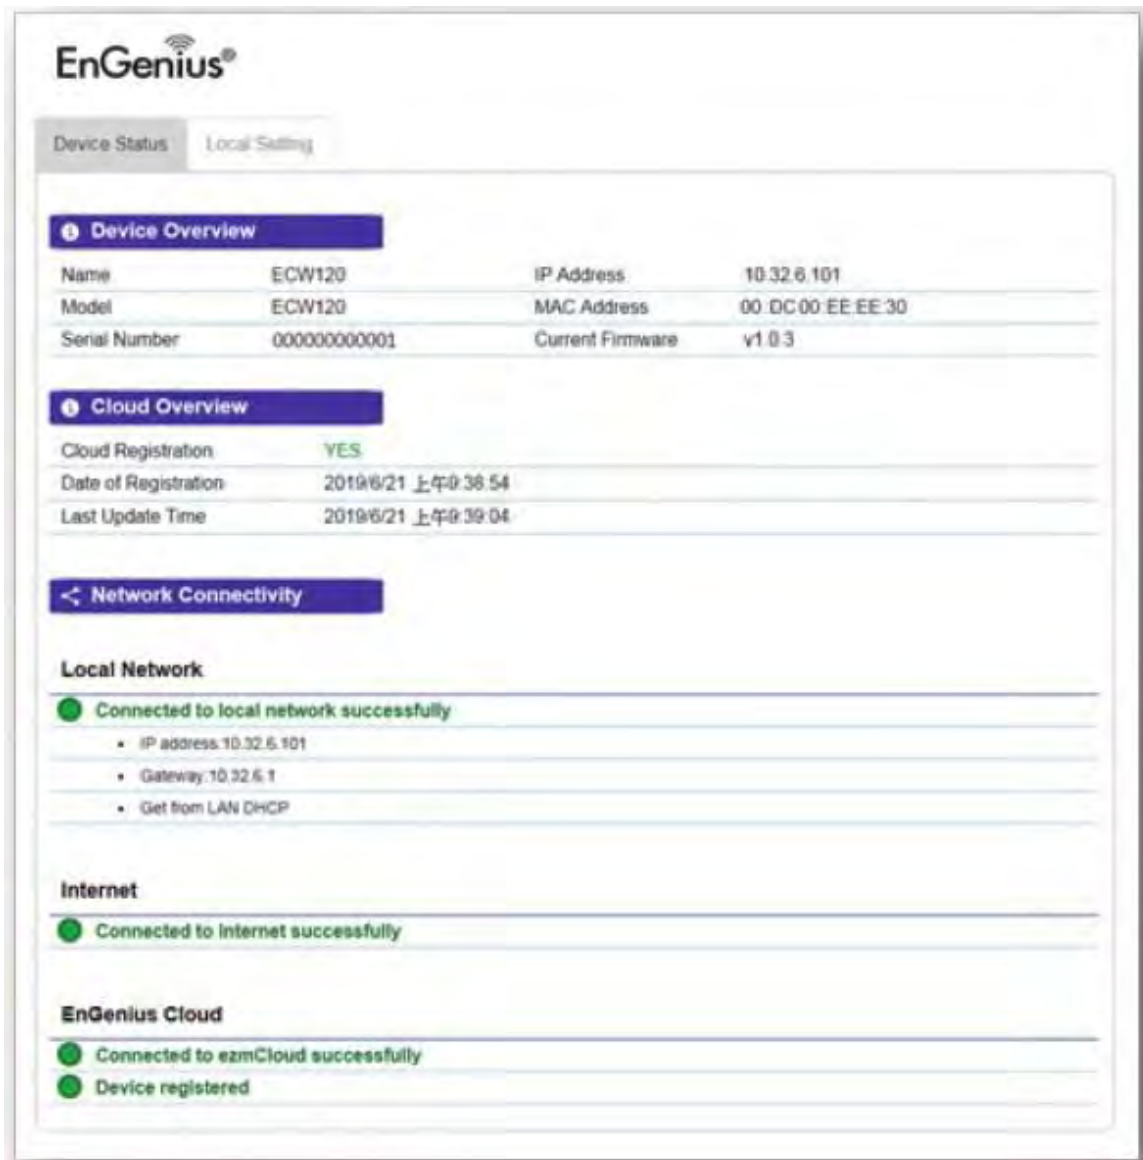 EnGenius®
Device Status Local Setting
Device Overview
Name ECW120 IP Address 10.32.6.101
Model ECW120 MAC Address 00:DC:00:EE:EE:30
Serial Number 000000000001 Current Firmware v1.0.3
Cloud Overview
Cloud Registration YES
Date of Registration 2019/6/21 上午9:38:54
Last Update Time 2019/6/21 上午9:39:04
Network Connectivity
Local Network
Connected to local network successfully
• IP address:10.32.6.101
• Gateway:10.32.6.1
• Get from LAN DHCP
Internet
Connected to Internet successfully
EnGenius Cloud
Connected to ezmCloud successfully
Device registered